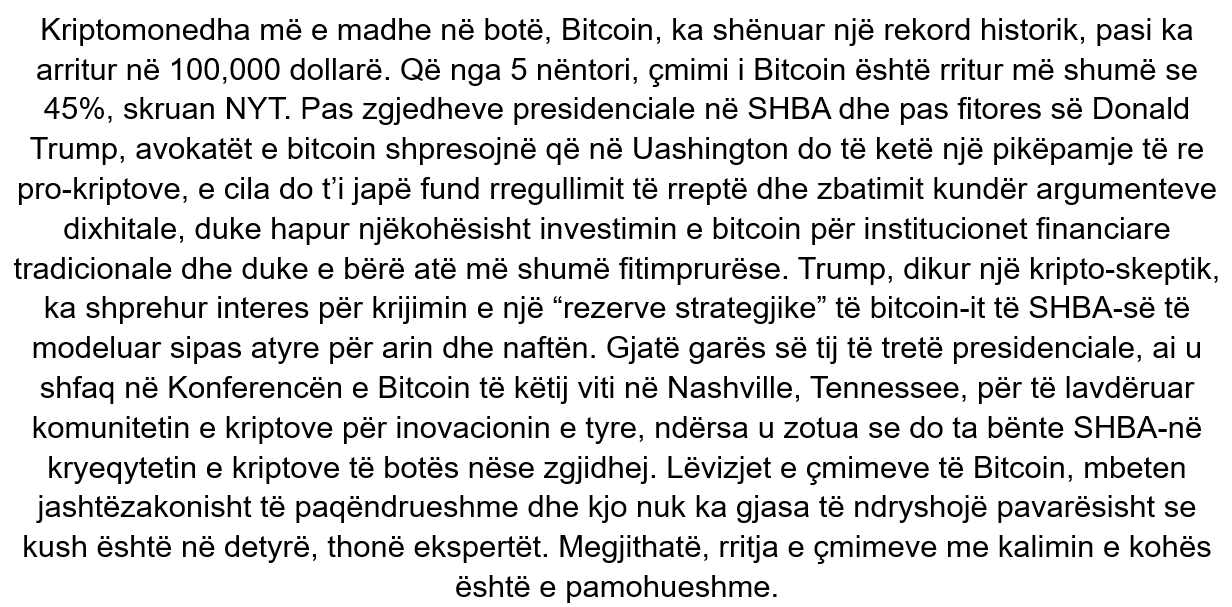 Kriptomonedha më e madhe në botë, Bitcoin, ka shënuar një rekord historik, pasi ka
arritur në 100,000 dollarë. Që nga 5 nëntori, çmimi i Bitcoin është rritur më shumë se
45%, skruan NYT. Pas zgjedheve presidenciale në SHBA dhe pas fitores së Donald
Trump, avokatët e bitcoin shpresojnë që në Uashington do të ketë një pikëpamje të re
pro-kriptove, e cila do t’i japë fund rregullimit të rreptë dhe zbatimit kundër argumenteve
dixhitale, duke hapur njëkohësisht investimin e bitcoin për institucionet financiare
tradicionale dhe duke e bërë atë më shumë fitimprurëse. Trump, dikur një kripto-skeptik,
ka shprehur interes për krijimin e një “rezerve strategjike” të bitcoin-it të SHBA-së të
modeluar sipas atyre për arin dhe naftën. Gjatë garës së tij të tretë presidenciale, ai u
shfaq në Konferencën e Bitcoin të këtij viti në Nashville, Tennessee, për të lavdëruar
komunitetin e kriptove për inovacionin e tyre, ndërsa u zotua se do ta bënte SHBA-në
kryeqytetin e kriptove të botës nëse zgjidhej. Lëvizjet e çmimeve të Bitcoin, mbeten
jashtëzakonisht të paqëndrueshme dhe kjo nuk ka gjasa të ndryshojë pavarësisht se
kush është në detyrë, thonë ekspertët. Megjithatë, rritja e çmimeve me kalimin e kohës
është e pamohueshme.